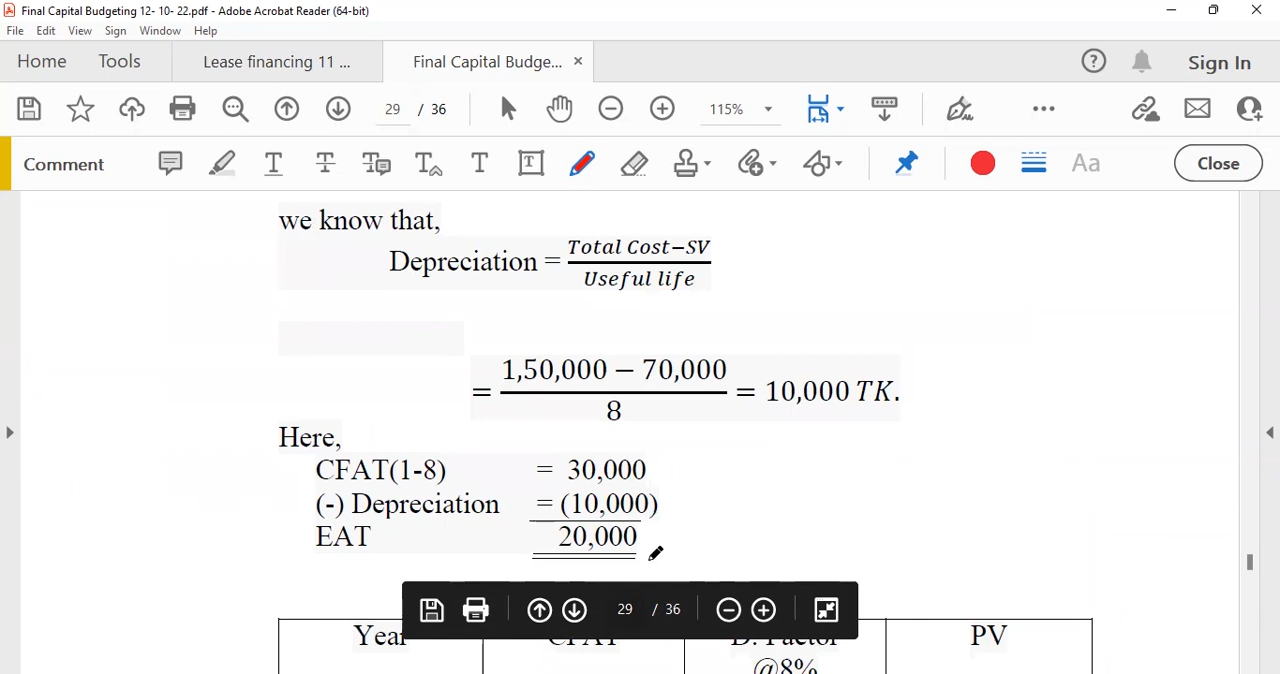 Final Capital Budgeting 12- 10- 22.pdf - Adobe Acrobat Reader (64-bit)
File Edit View Sign Window Help
Home Tools Lease financing 11 ... Final Capital Budge... × Sign In
29 / 36 115%
Comment Aa Close
we know that,
Depreciation = Total Cost−SV / Useful life
= 1,50,000 − 70,000 / 8 = 10,000 TK.
Here,
CFAT(1-8) = 30,000
(-) Depreciation = (10,000)
EAT 20,000
29 / 36
Year PV
@8%